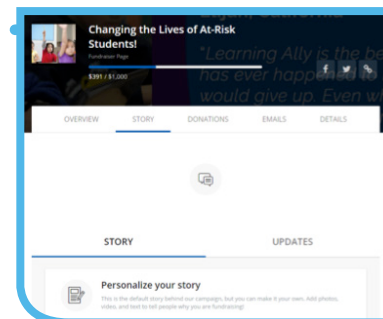 Elijah, California
Changing the Lives of At-Risk
Students!
Fundraiser Page
"Learning Ally is the be
has ever happened to
$391 / $1,000
would give up. Even w
OVERVIEW STORY DONATIONS EMAILS DETAILS
STORY UPDATES
Personalize your story
This is the default story behind our campaign, but you can make it your own. Add photos,
video, and text to tell people why you are fundraising!